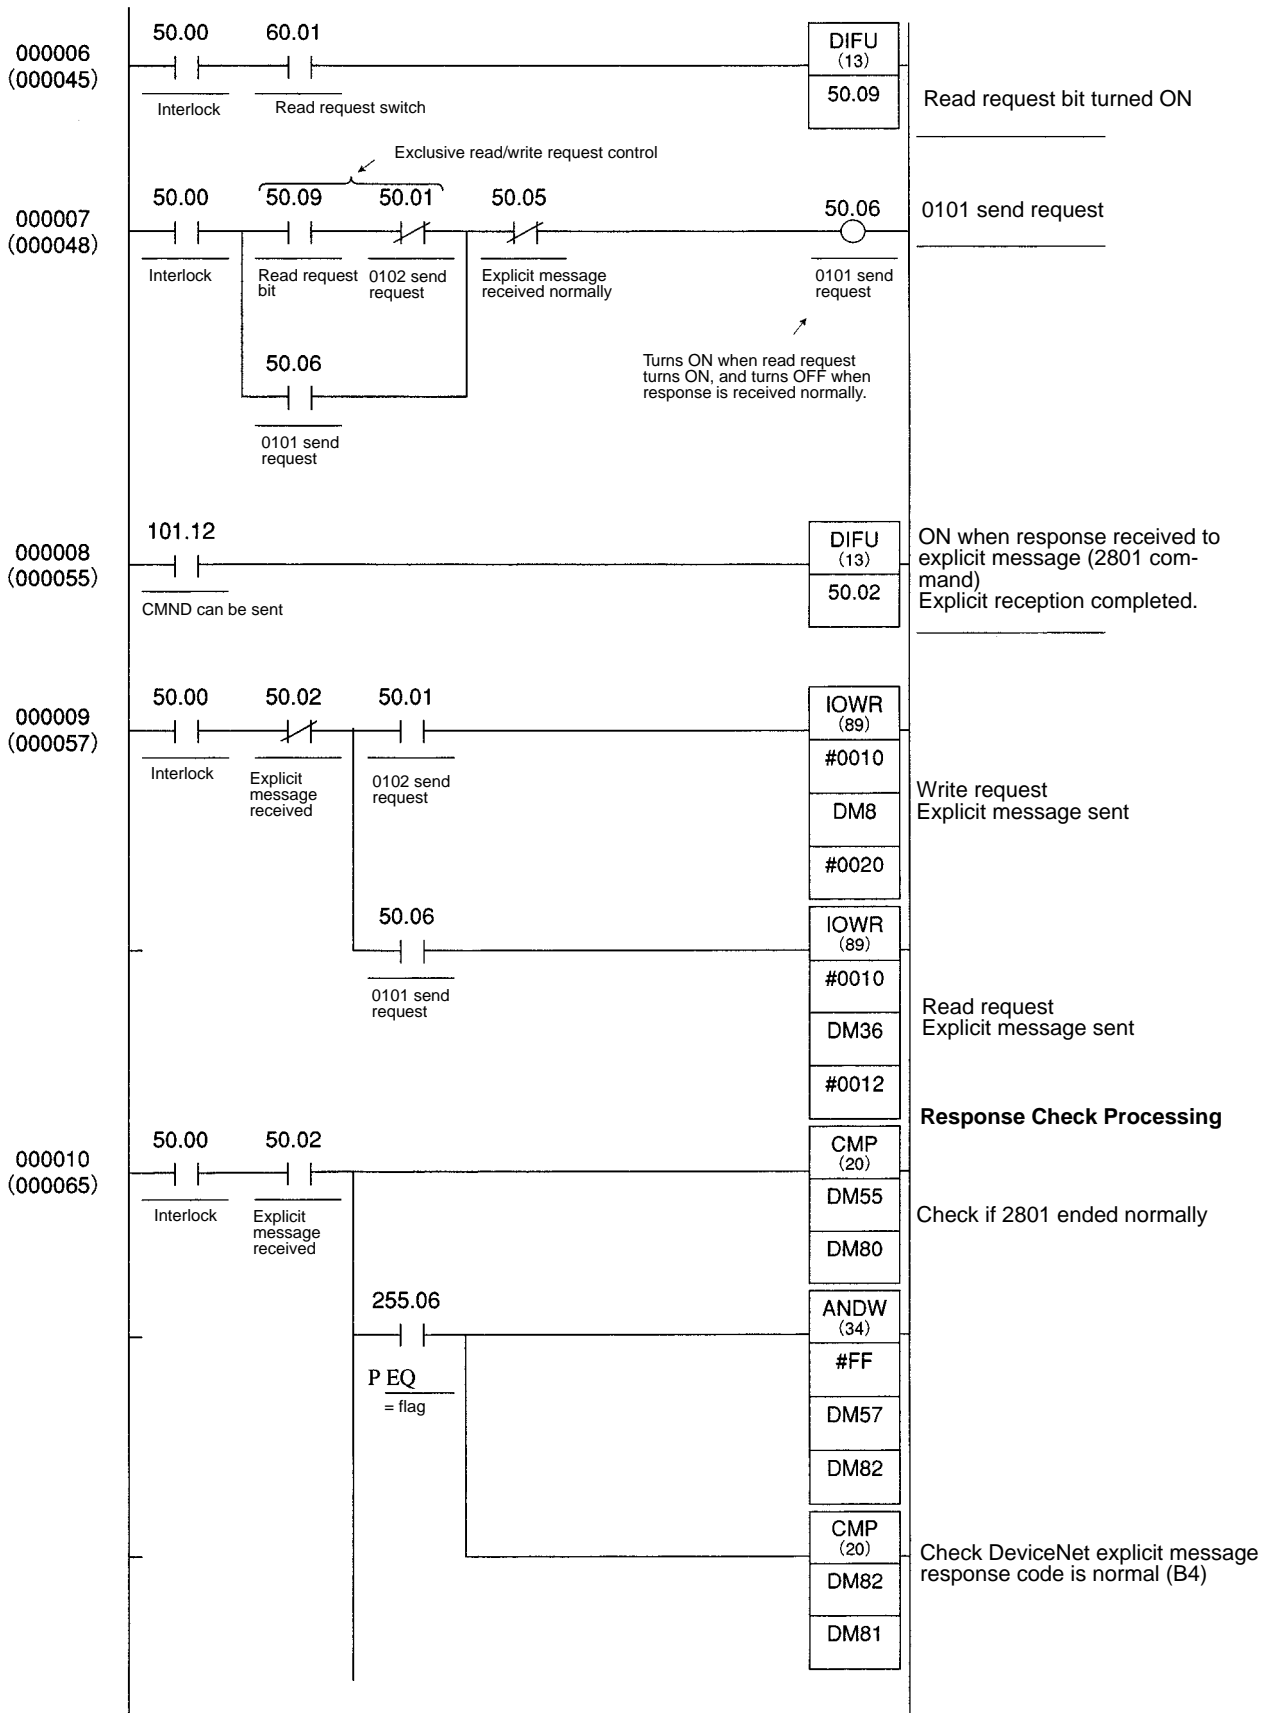 50.00 60.01
000006
(000045)
DIFU
(13)
50.09
Interlock
Read request switch
Read request bit turned ON
Exclusive read/write request control
50.00 50.09 50.01 50.05 50.06
000007
(000048)
0101 send request
Interlock
Read request
bit
0102 send
request
Explicit message
received normally
0101 send
request
50.06
0101 send
request
Turns ON when read request
turns ON, and turns OFF when
response is received normally.
101.12
000008
(000055)
CMND can be sent
DIFU
(13)
50.02
ON when response received to
explicit message (2801 com-
mand)
Explicit reception completed.
50.00 50.02 50.01
000009
(000057)
Interlock
Explicit
message
received
0102 send
request
IOWR
(89)
#0010
DM8
#0020
Write request
Explicit message sent
50.06
0101 send
request
IOWR
(89)
#0010
DM36
#0012
Read request
Explicit message sent
Response Check Processing
50.00 50.02
000010
(000065)
Interlock
Explicit
message
received
CMP
(20)
DM55
DM80
Check if 2801 ended normally
255.06
P EQ
= flag
ANDW
(34)
#FF
DM57
DM82
CMP
(20)
DM82
DM81
Check DeviceNet explicit message
response code is normal (B4)